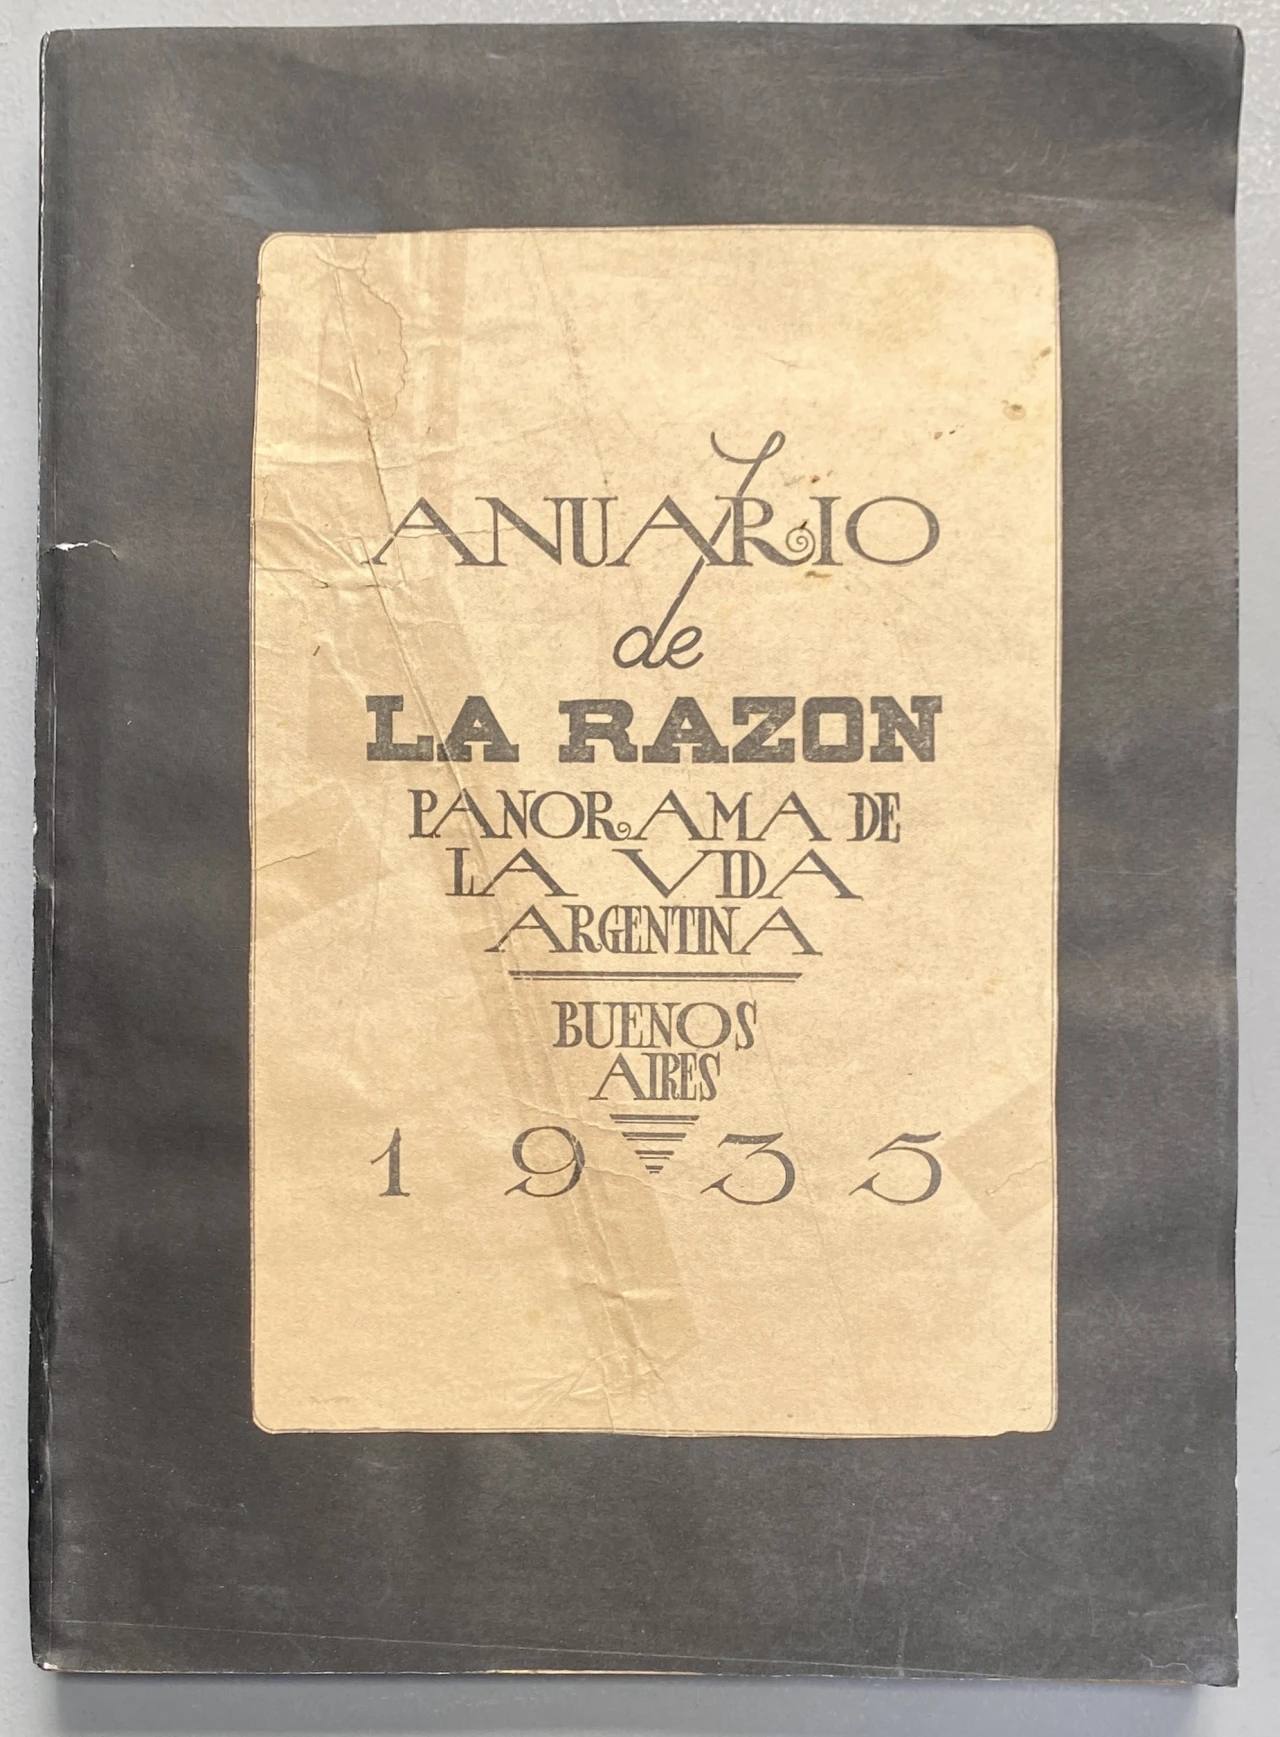 ANUARIO
de
LA RAZON
PANORAMA DE
LA VIDA
ARGENTINA
BUENOS
AIRES
1935